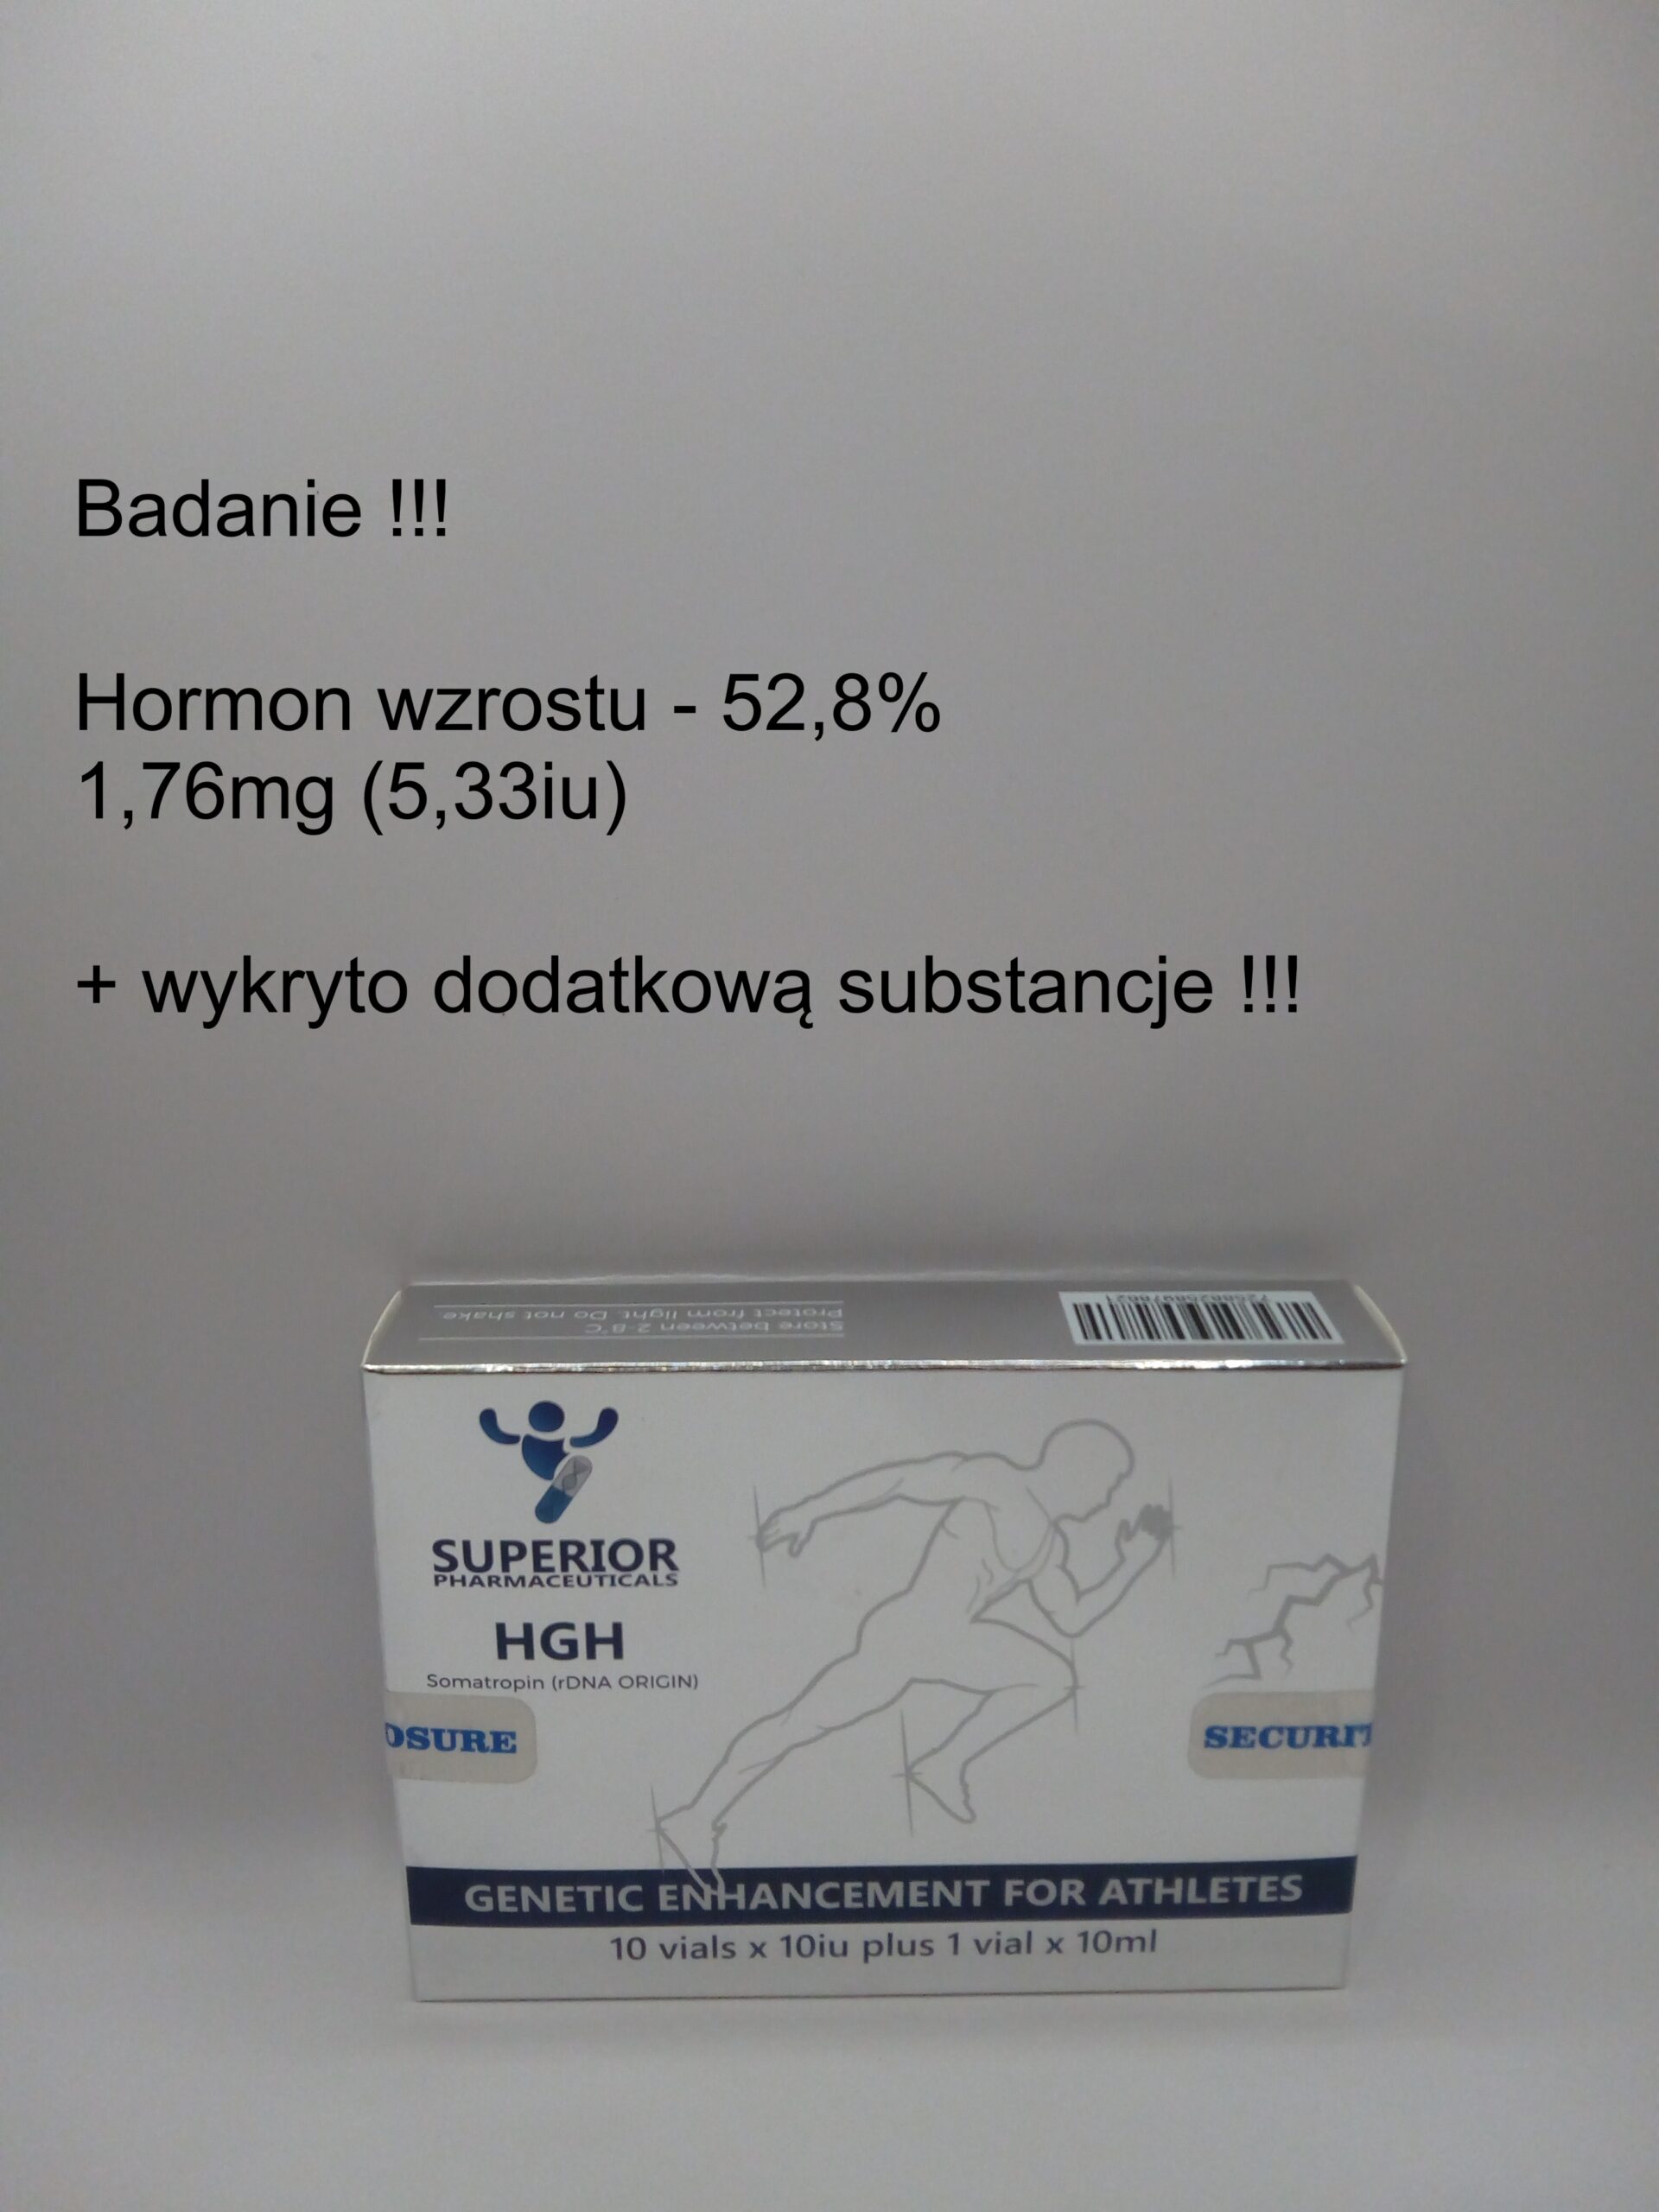 Badanie !!!
Hormon wzrostu - 52,8%
1,76mg (5,33iu)
+ wykryto dodatkową substancje !!!
Store between 2-8°C
Protect from light. Do not shake
SUPERIOR
PHARMACEUTICALS
HGH
Somatropin (rDNA ORIGIN)
OSURE
SECURIT
GENETIC ENHANCEMENT FOR ATHLETES
10 vials x 10iu plus 1 vial x 10ml